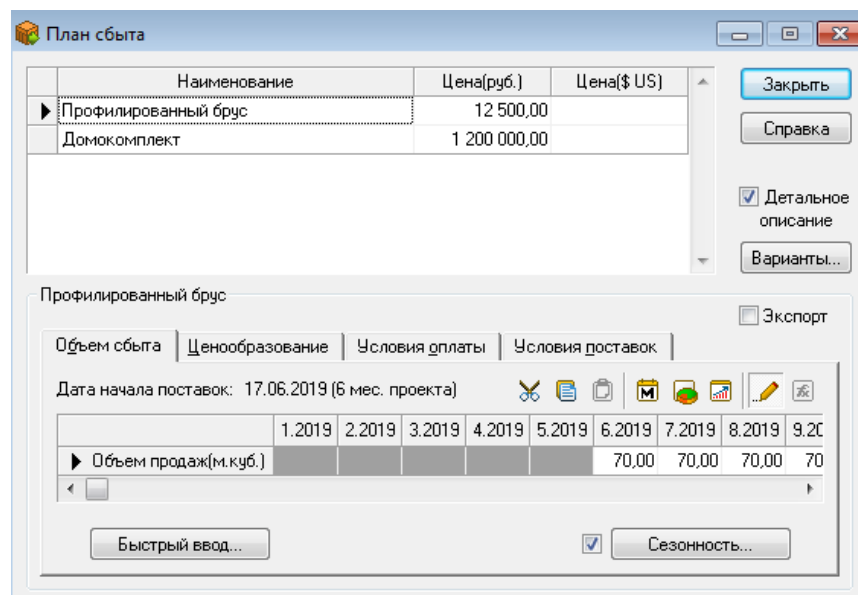 План сбыта
Наименование Цена(руб.) Цена($ US)
Профилированный брус 12 500,00
Домокомплект 1 200 000,00
Закрыть
Справка
Детальное
описание
Варианты...
Профилированный брус
Экспорт
Объем сбыта Ценообразование Условия оплаты Условия поставок
Дата начала поставок: 17.06.2019 (6 мес. проекта)
1.2019 2.2019 3.2019 4.2019 5.2019 6.2019 7.2019 8.2019 9.20
Объем продаж(м.куб.) 70,00 70,00 70,00 70
Быстрый ввод... Сезонность...